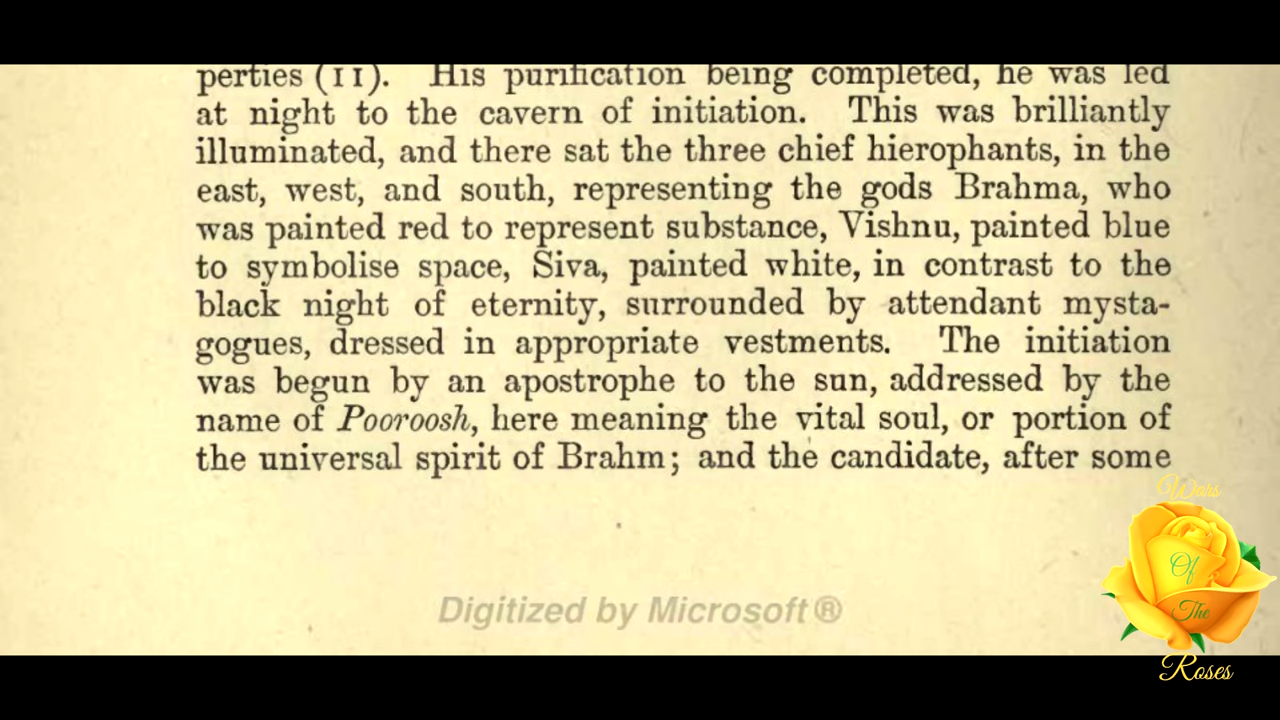 perties (11). His purification being completed, he was led
at night to the cavern of initiation. This was brilliantly
illuminated, and there sat the three chief hierophants, in the
east, west, and south, representing the gods Brahma, who
was painted red to represent substance, Vishnu, painted blue
to symbolise space, Siva, painted white, in contrast to the
black night of eternity, surrounded by attendant mysta-
gogues, dressed in appropriate vestments. The initiation
was begun by an apostrophe to the sun, addressed by the
name of Pooroosh, here meaning the vital soul, or portion of
the universal spirit of Brahm; and the candidate, after some
Digitized by Microsoft®
Wars
Of
The
Roses